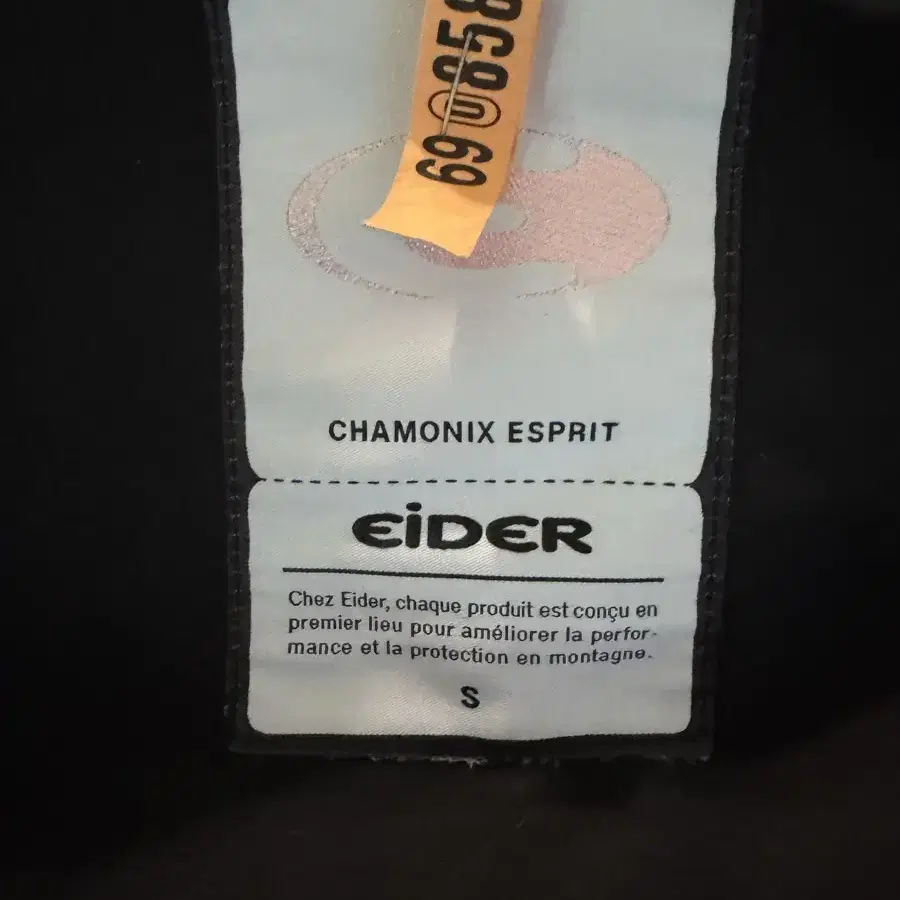 69 0858
CHAMONIX ESPRIT
EiDER
Chez Eider, chaque produit est conçu en
premier lieu pour améliorer la perfor-
mance et la protection en montagne.
S